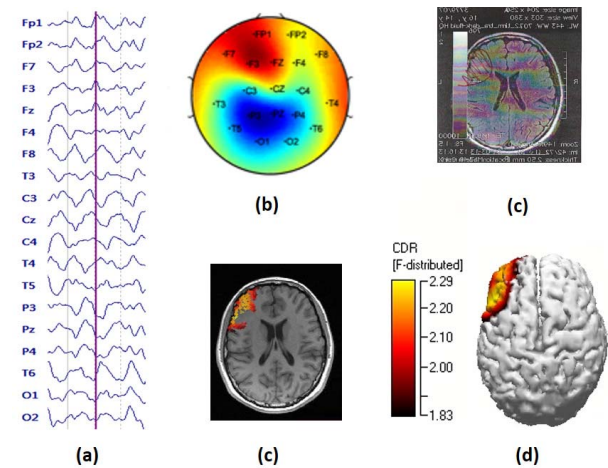 Fp1
Fp2
F7
F3
Fz
F4
F8
T3
C3
Cz
C4
T4
T5
P3
Pz
P4
T6
O1
O2
(a)
FP1 FP2
F7 F8
F3 FZ F4
C3 CZ C4
T3 T4
P3 PZ P4
T5 T6
O1 O2
(b)
(c)
(c)
CDR
[F-distributed]
2.29
2.20
2.10
2.00
1.90
1.83
(d)